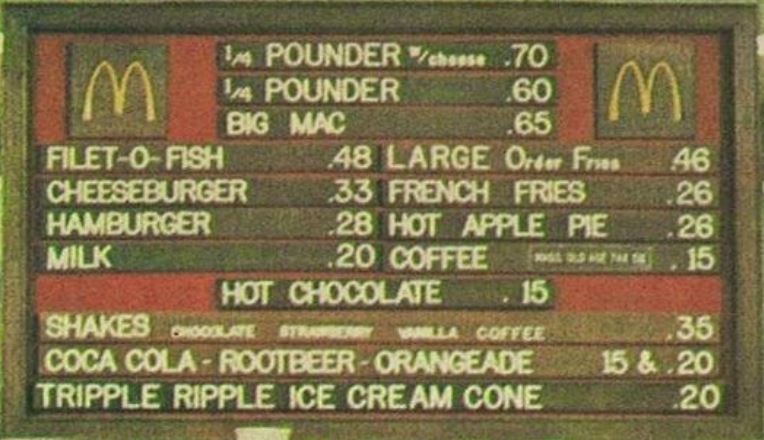 M
M
1/4 POUNDER w/cheese .70
1/4 POUNDER .60
BIG MAC .65
FILET-O-FISH .48
LARGE Order Fries .46
CHEESEBURGER .33
FRENCH FRIES .26
HAMBURGER .28
HOT APPLE PIE .26
MILK .20
COFFEE .15
HOT CHOCOLATE .15
SHAKES CHOCOLATE STRAWBERRY VANILLA COFFEE .35
COCA COLA - ROOTBEER - ORANGEADE 15 & .20
TRIPPLE RIPPLE ICE CREAM CONE .20